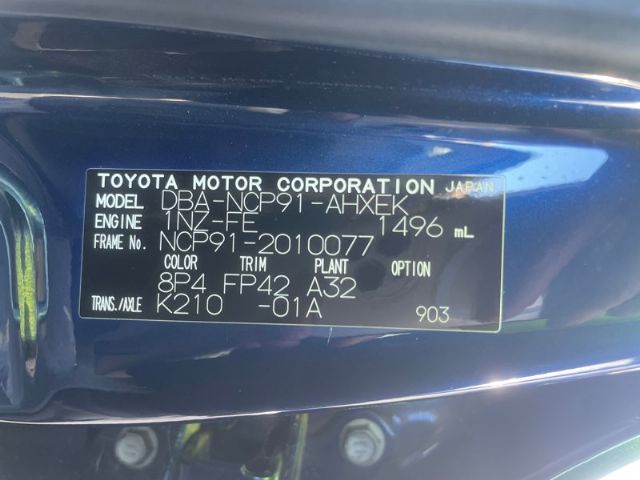 TOYOTA MOTOR CORPORATION JAPAN
MODEL DBA-NCP91-AHXEK
ENGINE 1NZ-FE 1496 mL
FRAME No. NCP91-2010077
COLOR TRIM PLANT OPTION
8P4 FP42 A32
TRANS./AXLE K210 -01A 903